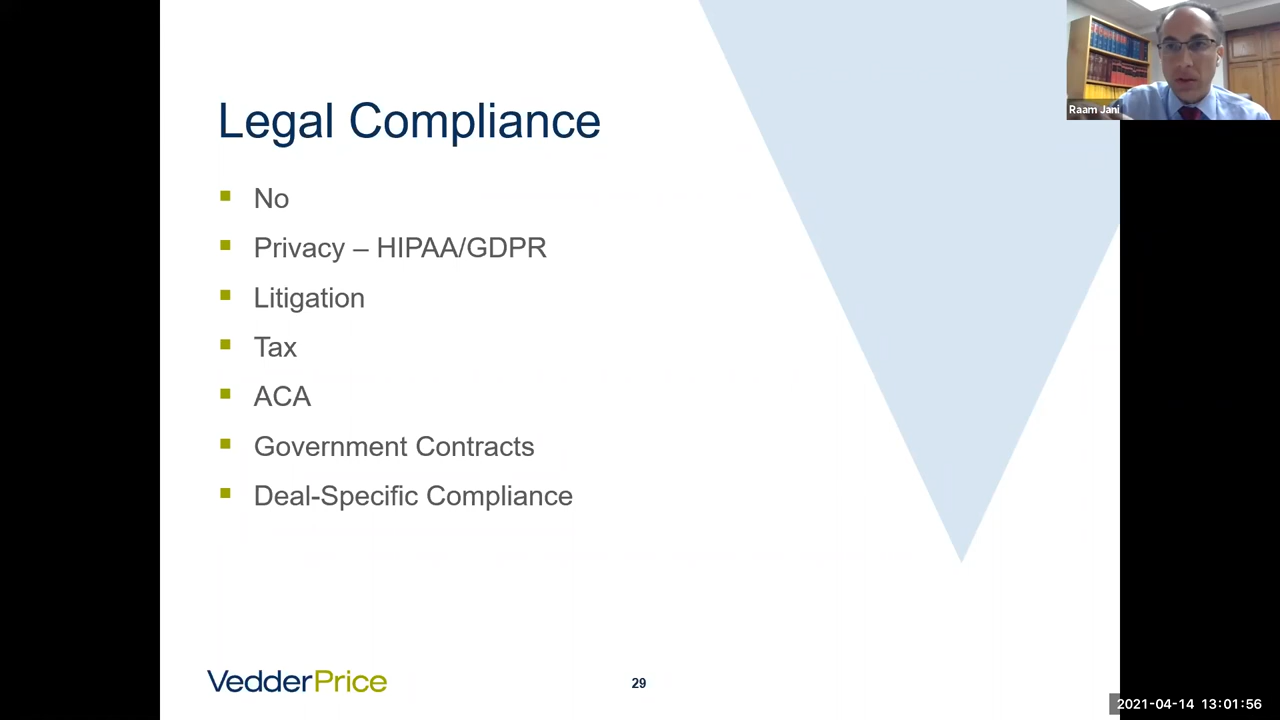 Raam Jani
Legal Compliance
No
Privacy – HIPAA/GDPR
Litigation
Tax
ACA
Government Contracts
Deal-Specific Compliance
VedderPrice
29
2021-04-14 13:01:56